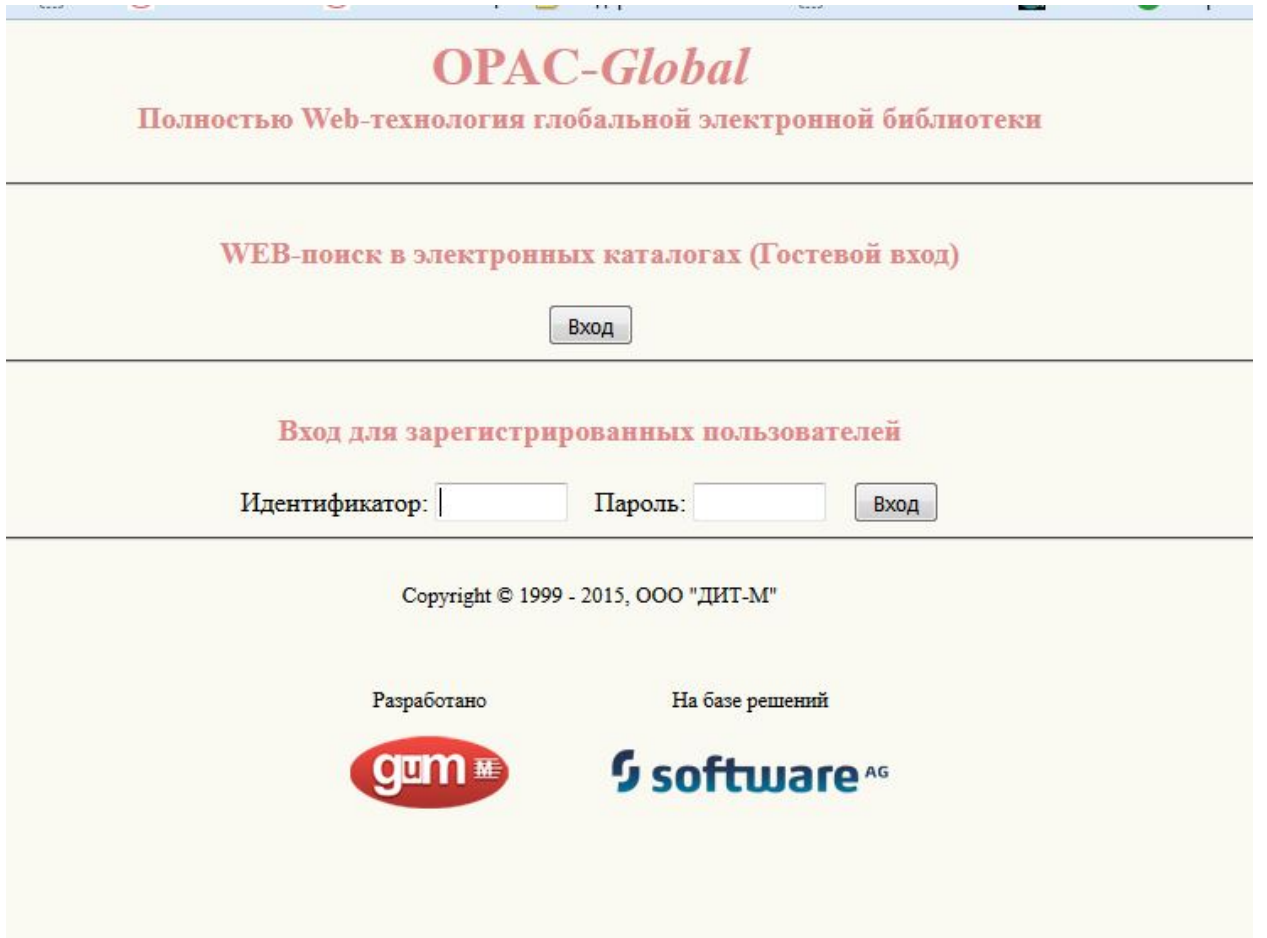 OPAC-Global
Полностью Web-технология глобальной электронной библиотеки
WEB-поиск в электронных каталогах (Гостевой вход)
Вход
Вход для зарегистрированных пользователей
Идентификатор: Пароль: Вход
Copyright © 1999 - 2015, ООО "ДИТ-М"
Разработано На базе решений
дит М software AG